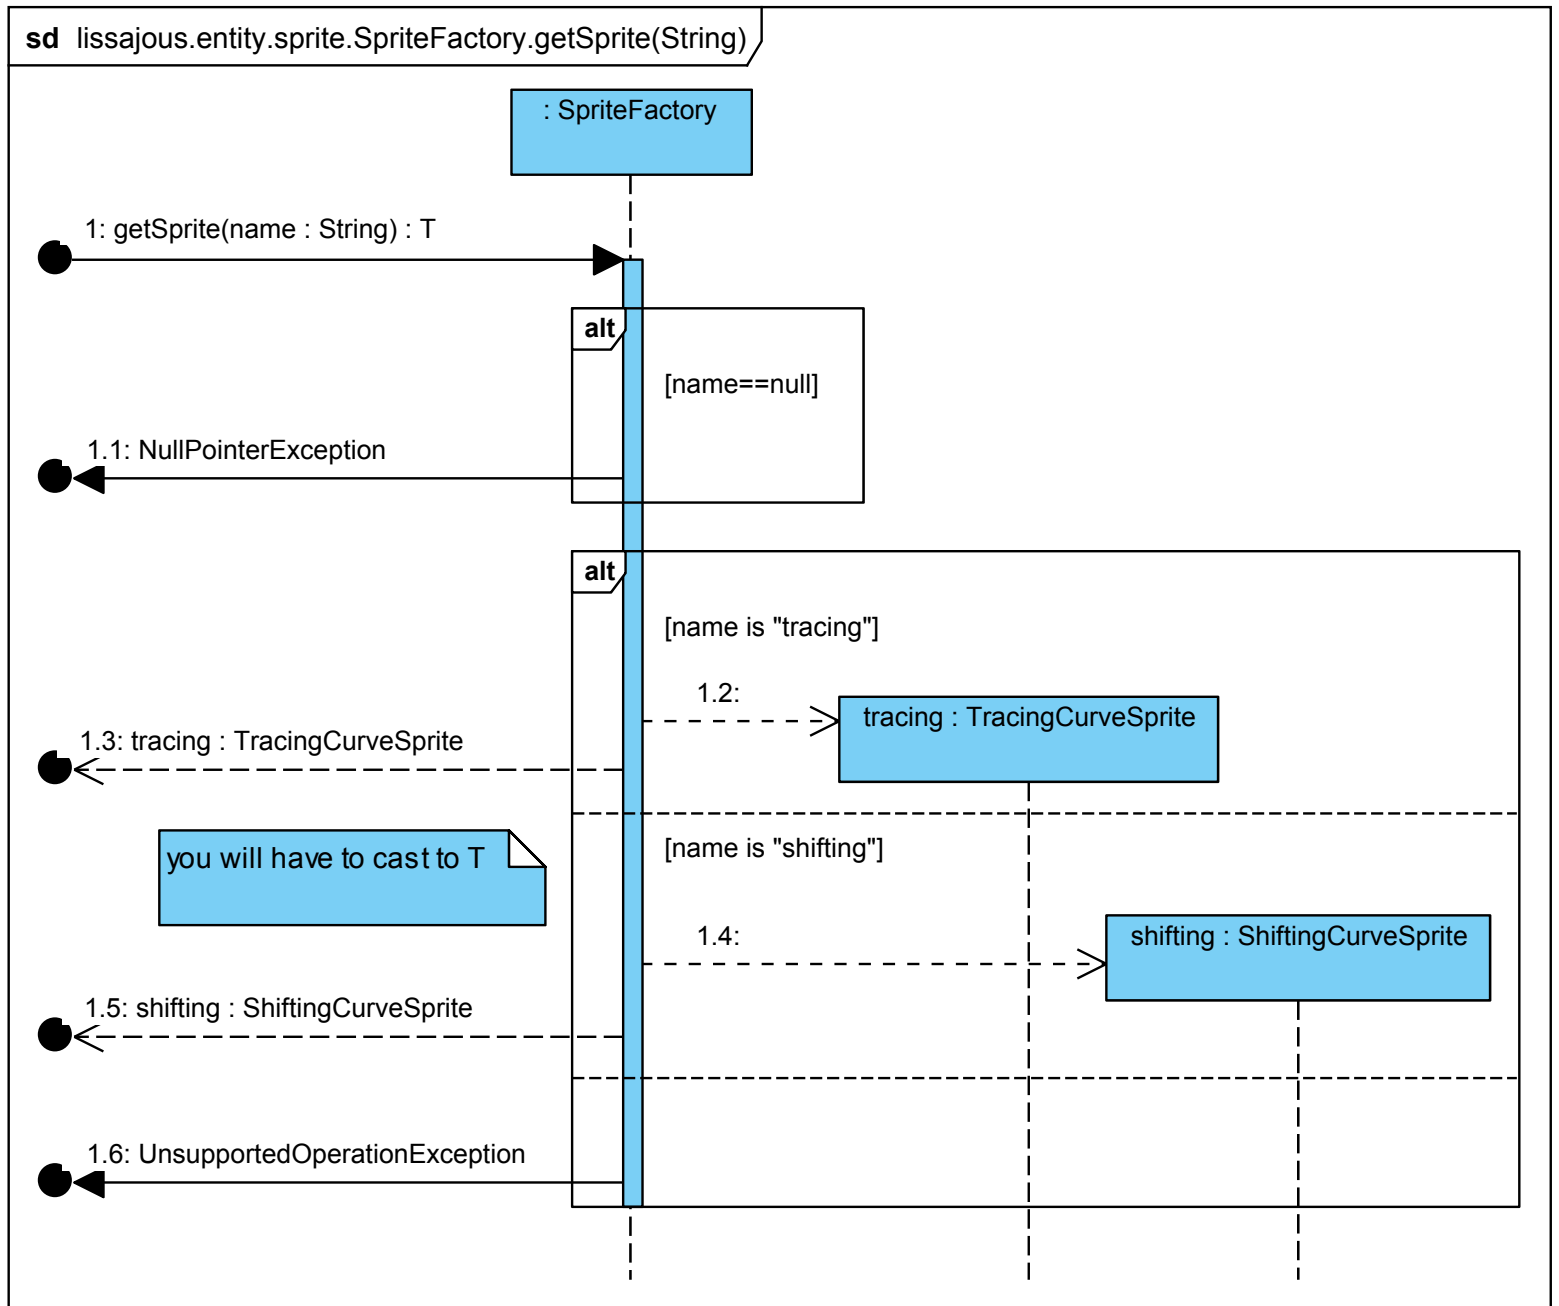 sd lissajous.entity.sprite.SpriteFactory.getSprite(String)
: SpriteFactory
1: getSprite(name : String) : T
alt
[name==null]
1.1: NullPointerException
alt
[name is "tracing"]
1.2:
tracing : TracingCurveSprite
1.3: tracing : TracingCurveSprite
you will have to cast to T
[name is "shifting"]
1.4:
shifting : ShiftingCurveSprite
1.5: shifting : ShiftingCurveSprite
1.6: UnsupportedOperationException